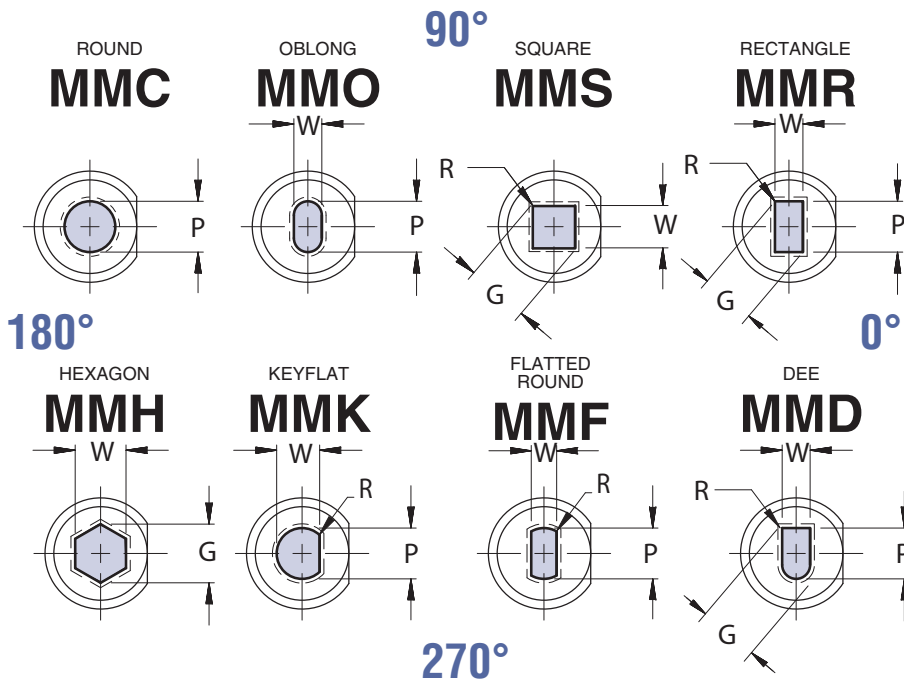 90°
ROUND
MMC
P
OBLONG
MMO
W
P
SQUARE
MMS
R
W
G
RECTANGLE
MMR
W
R
P
G
180°
0°
HEXAGON
MMH
W
G
KEYFLAT
MMK
W
R
P
FLATTED
ROUND
MMF
W
R
P
DEE
MMD
W
R
P
G
270°